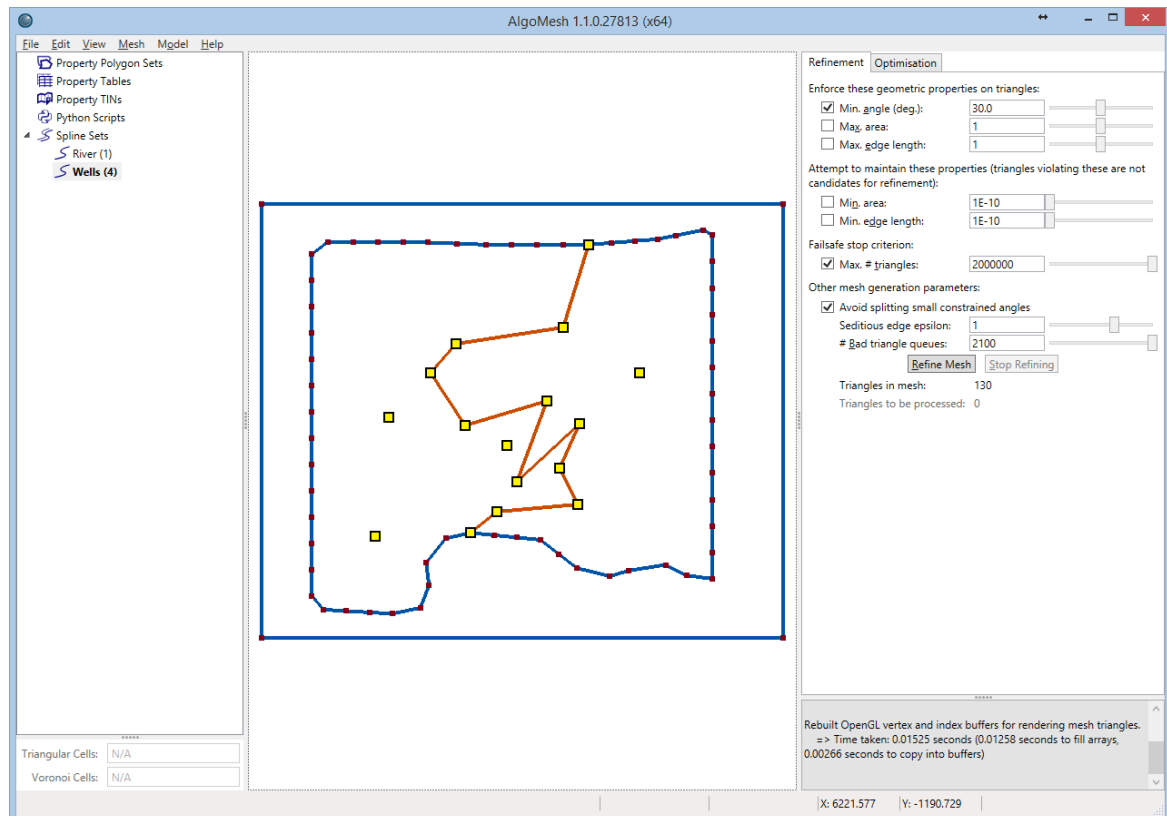 AlgoMesh 1.1.0.27813 (x64)
File Edit View Mesh Model Help
Property Polygon Sets
Property Tables
Property TINs
Python Scripts
Spline Sets
River (1)
Wells (4)
Triangular Cells: N/A
Voronoi Cells: N/A
Refinement Optimisation
Enforce these geometric properties on triangles:
Min. angle (deg.): 30.0
Max. area: 1
Max. edge length: 1
Attempt to maintain these properties (triangles violating these are not
candidates for refinement):
Min. area: 1E-10
Min. edge length: 1E-10
Failsafe stop criterion:
Max. # triangles: 2000000
Other mesh generation parameters:
Avoid splitting small constrained angles
Seditious edge epsilon: 1
# Bad triangle queues: 2100
Refine Mesh Stop Refining
Triangles in mesh: 130
Triangles to be processed: 0
Rebuilt OpenGL vertex and index buffers for rendering mesh triangles.
=> Time taken: 0.01525 seconds (0.01258 seconds to fill arrays,
0.00266 seconds to copy into buffers)
X: 6221.577 Y: -1190.729